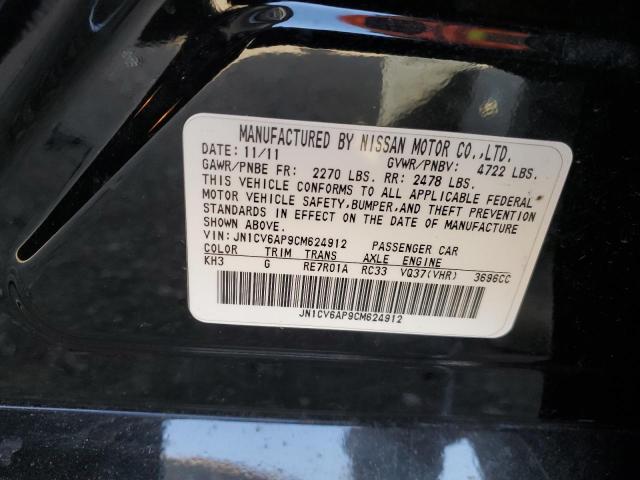 MANUFACTURED BY NISSAN MOTOR CO.,LTD.
DATE: 11/11 GVWR/PNBV: 4722 LBS.
GAWR/PNBE FR: 2270 LBS. RR: 2478 LBS.
THIS VEHICLE CONFORMS TO ALL APPLICABLE FEDERAL
MOTOR VEHICLE SAFETY,BUMPER,AND THEFT PREVENTION
STANDARDS IN EFFECT ON THE DATE OF MANUFACTURE
SHOWN ABOVE.
VIN: JN1CV6AP9CM624912 PASSENGER CAR
COLOR TRIM TRANS AXLE ENGINE
KH3 G RE7R01A RC33 VQ37(VHR) 3696CC
JN1CV6AP9CM624912